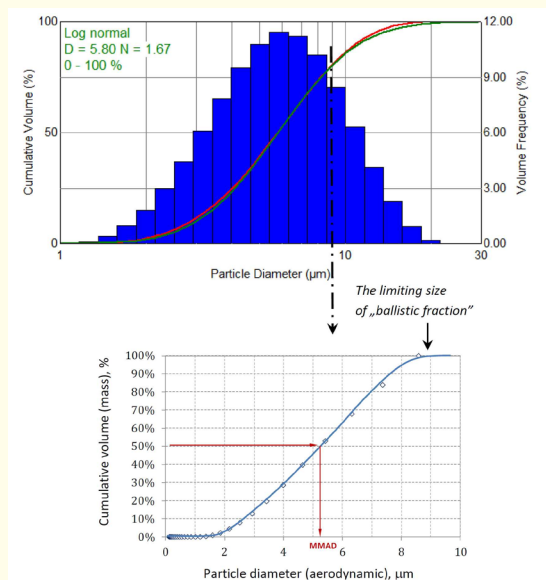 Log normal
D = 5.80 N = 1.67
0 - 100 %
Cumulative Volume (%)
100
50
0
12.00
9.00
6.00
3.00
0.00
Volume Frequency (%)
1
10
30
Particle Diameter (µm)
The limiting size
of „ballistic fraction”
Cumulative volume (mass), %
100%
90%
80%
70%
60%
50%
40%
30%
20%
10%
0%
0
2
4
6
8
10
MMAD
Particle diameter (aerodynamic), µm